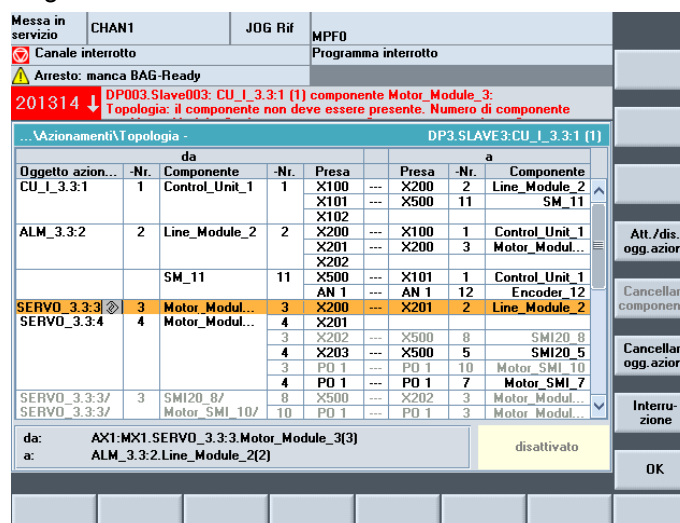 Messa in servizio CHAN1 JOG Rif MPF0
Canale interrotto Programma interrotto
Arresto: manca BAG-Ready
201314 DP003.Slave003: CU_I_3.3:1 (1) componente Motor_Module_3:
Topologia: il componente non deve essere presente. Numero di componente
...\Azionamenti\Topologia - DP3.SLAVE3:CU_I_3.3:1 (1)
da a
Oggetto azion... -Nr. Componente -Nr. Presa Presa -Nr. Componente
CU_I_3.3:1 1 Control_Unit_1 1 X100 --- X200 2 Line_Module_2
X101 --- X500 11 SM_11
X102
ALM_3.3:2 2 Line_Module_2 2 X200 --- X100 1 Control_Unit_1
X201 --- X200 3 Motor_Modul...
X202
SM_11 11 X500 --- X101 1 Control_Unit_1
AN 1 --- AN 1 12 Encoder_12
SERVO_3.3:3 3 Motor_Modul... 3 X200 --- X201 2 Line_Module_2
SERVO_3.3:4 4 Motor_Modul... 4 X201
3 X202 --- X500 8 SMI20_8
4 X203 --- X500 5 SMI20_5
3 PO 1 --- PO 1 10 Motor_SMI_10
4 PO 1 --- PO 1 7 Motor_SMI_7
SERVO_3.3:3/ 3 SMI20_8/ 8 X500 --- X202 3 Motor_Modul...
SERVO_3.3:3/ Motor_SMI_10/ 10 PO 1 --- PO 1 3 Motor_Modul...
da: AX1:MX1.SERVO_3.3:3.Motor_Module_3(3)
a: ALM_3.3:2.Line_Module_2(2)
disattivato
Att./dis.
ogg.azion
Cancellar
componen
Cancellar
ogg.azion
Interru-
zione
OK